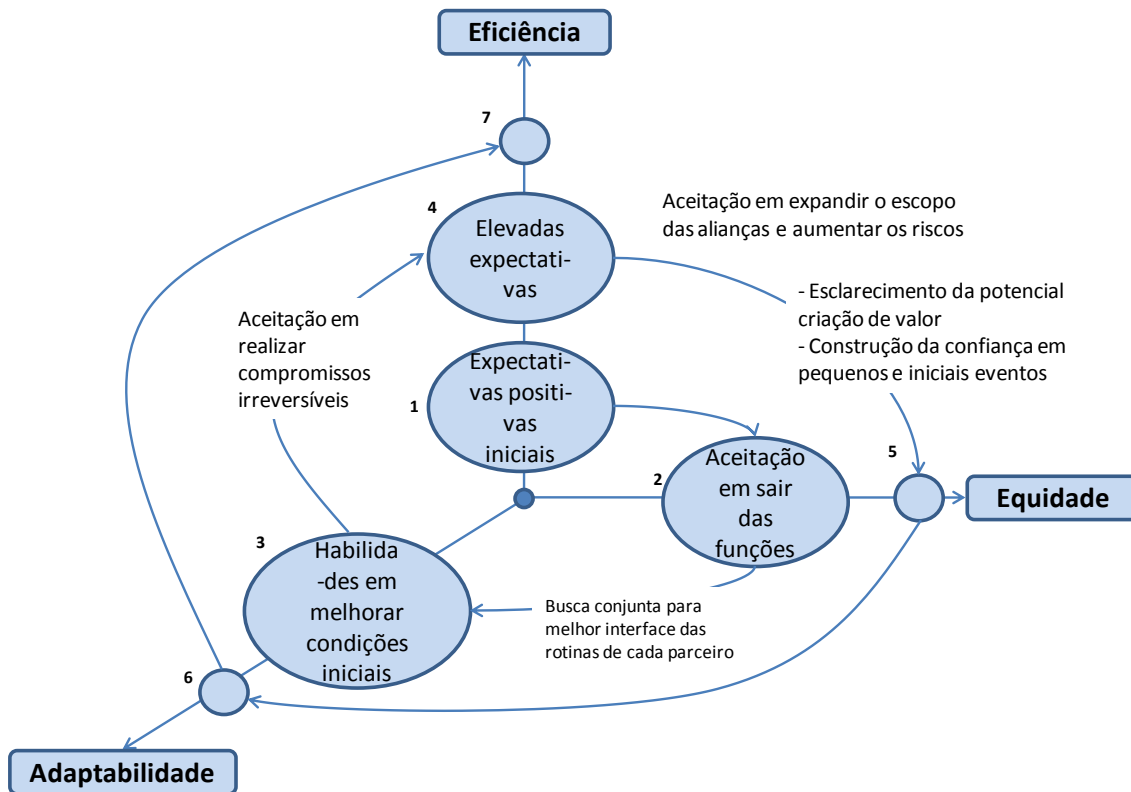 Eficiência
7
4
Elevadas
expectati-
vas
Aceitação em expandir o escopo
das alianças e aumentar os riscos
- Esclarecimento da potencial
criação de valor
- Construção da confiança em
pequenos e iniciais eventos
Aceitação em
realizar
compromissos
irreversíveis
1
Expectati-
vas positi-
vas
iniciais
2
Aceitação
em sair
das
funções
5
Equidade
3
Habilida
-des em
melhorar
condições
iniciais
Busca conjunta para
melhor interface das
rotinas de cada parceiro
6
Adaptabilidade